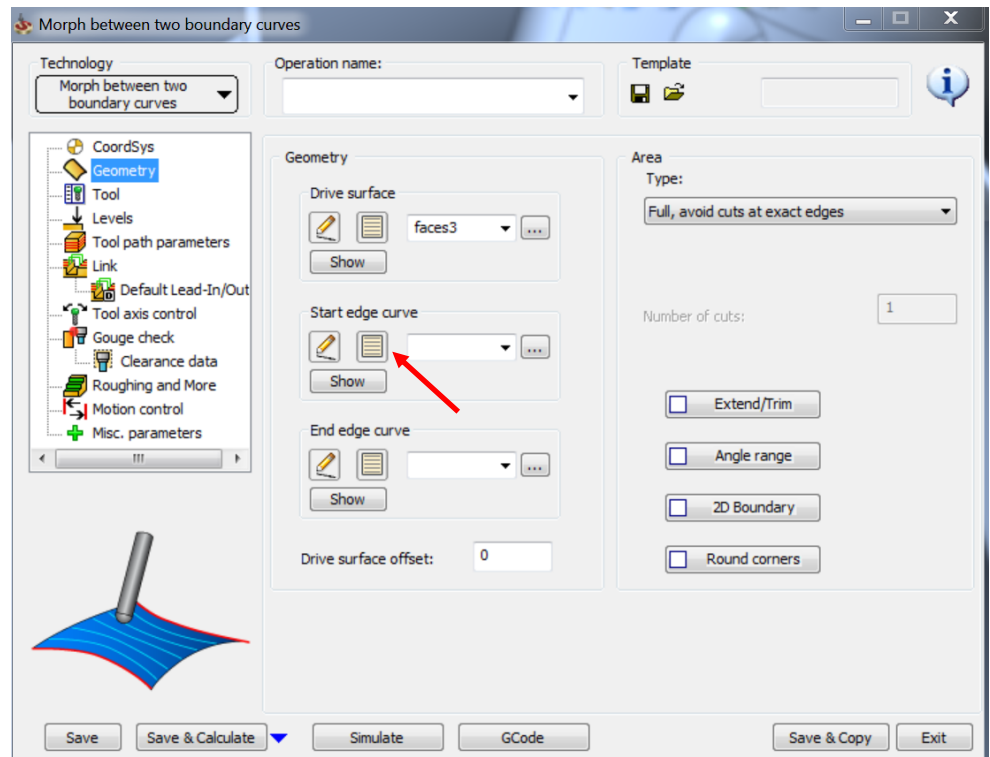 Morph between two boundary curves
Technology
Morph between two
boundary curves
Operation name:
Template
CoordSys
Geometry
Tool
Levels
Tool path parameters
Link
Default Lead-In/Out
Tool axis control
Gouge check
Clearance data
Roughing and More
Motion control
Misc. parameters
Geometry
Drive surface
faces3
...
Show
Start edge curve
...
Show
End edge curve
...
Show
Drive surface offset:
0
Area
Type:
Full, avoid cuts at exact edges
Number of cuts:
1
Extend/Trim
Angle range
2D Boundary
Round corners
Save
Save & Calculate
Simulate
GCode
Save & Copy
Exit